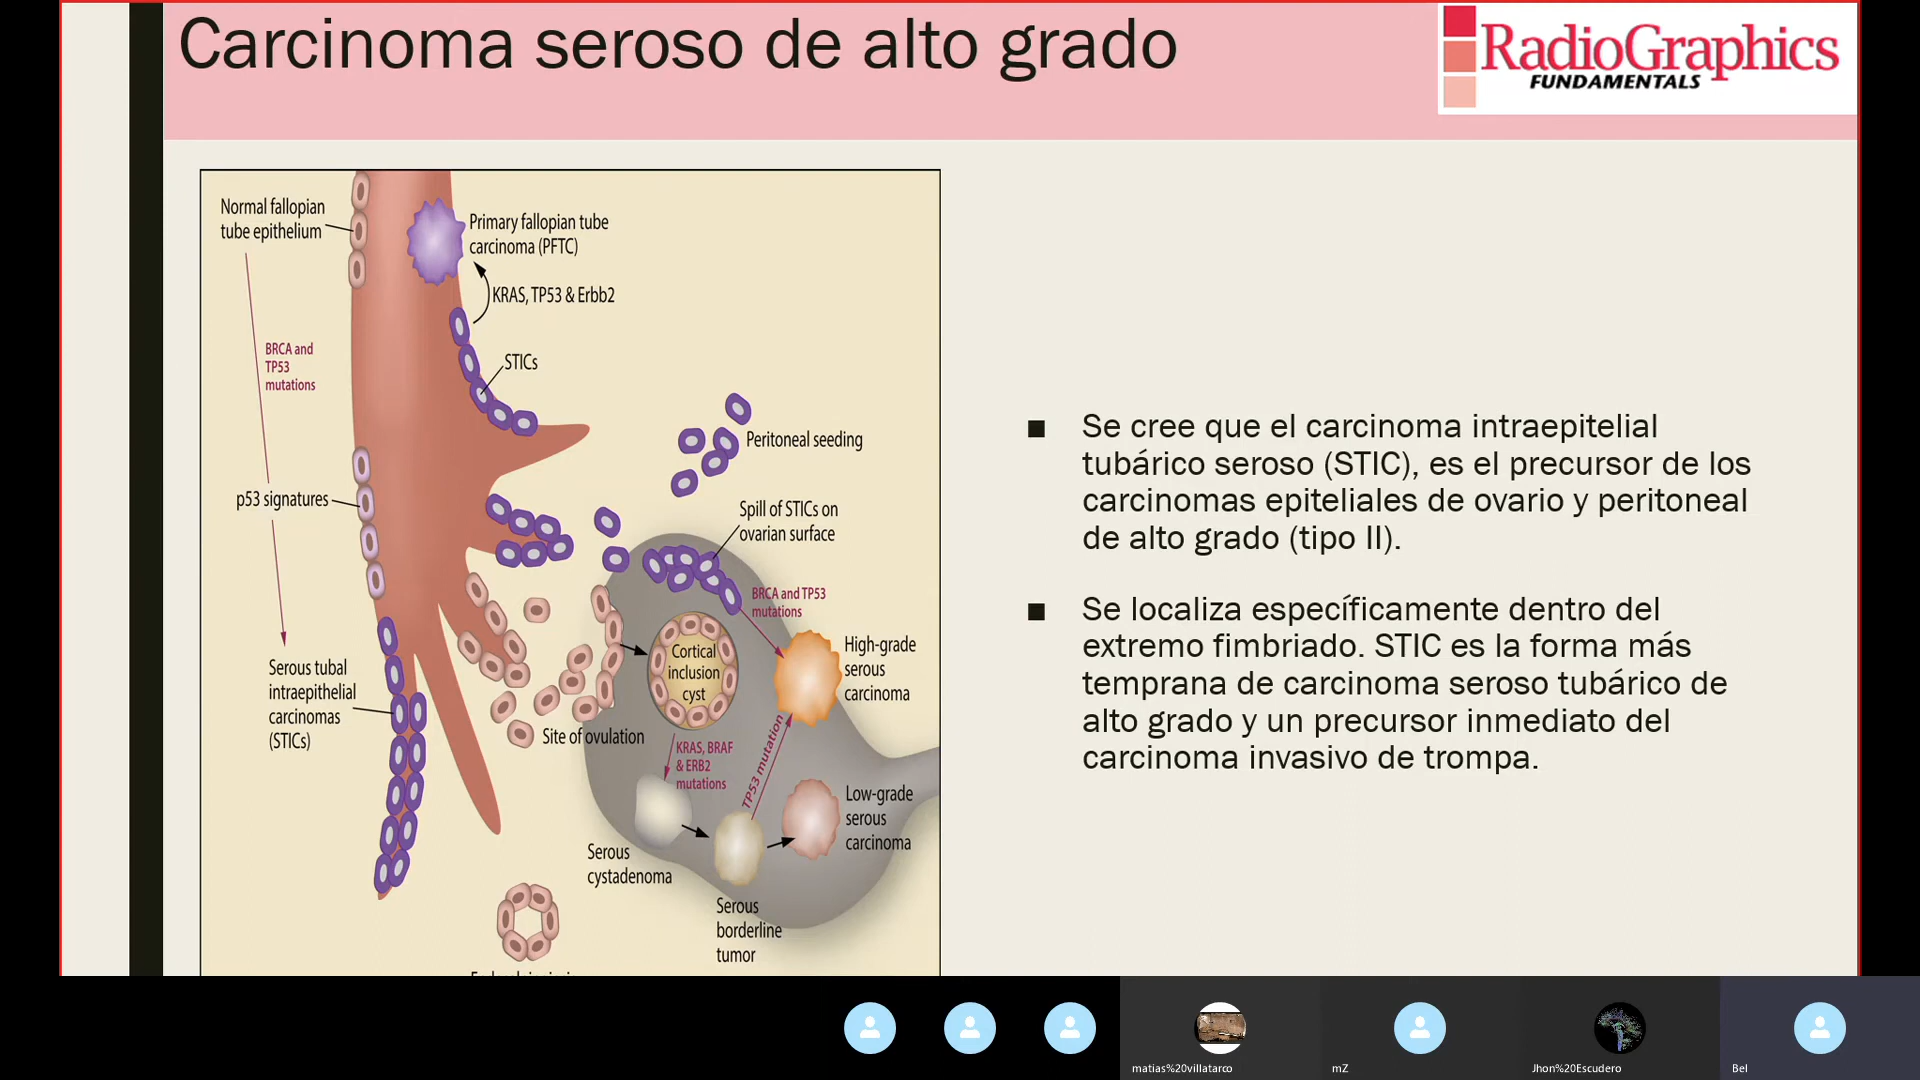 Carcinoma seroso de alto grado
RadioGraphics
FUNDAMENTALS
Normal fallopian
tube epithelium
Primary fallopian tube
carcinoma (PFTC)
KRAS, TP53 & Erbb2
BRCA and
TP53
mutations
STICs
Peritoneal seeding
p53 signatures
Spill of STICs on
ovarian surface
BRCA and TP53
mutations
Cortical
inclusion
cyst
High-grade
serous
carcinoma
Serous tubal
intraepithelial
carcinomas
(STICs)
Site of ovulation
KRAS, BRAF
& ERB2
mutations
TP53 mutation
Low-grade
serous
carcinoma
Serous
cystadenoma
Serous
borderline
tumor
■ Se cree que el carcinoma intraepitelial
tubárico seroso (STIC), es el precursor de los
carcinomas epiteliales de ovario y peritoneal
de alto grado (tipo II).
■ Se localiza específicamente dentro del
extremo fimbriado. STIC es la forma más
temprana de carcinoma seroso tubárico de
alto grado y un precursor inmediato del
carcinoma invasivo de trompa.
matias%20villatarco
mZ
Jhon%20Escudero
Bel